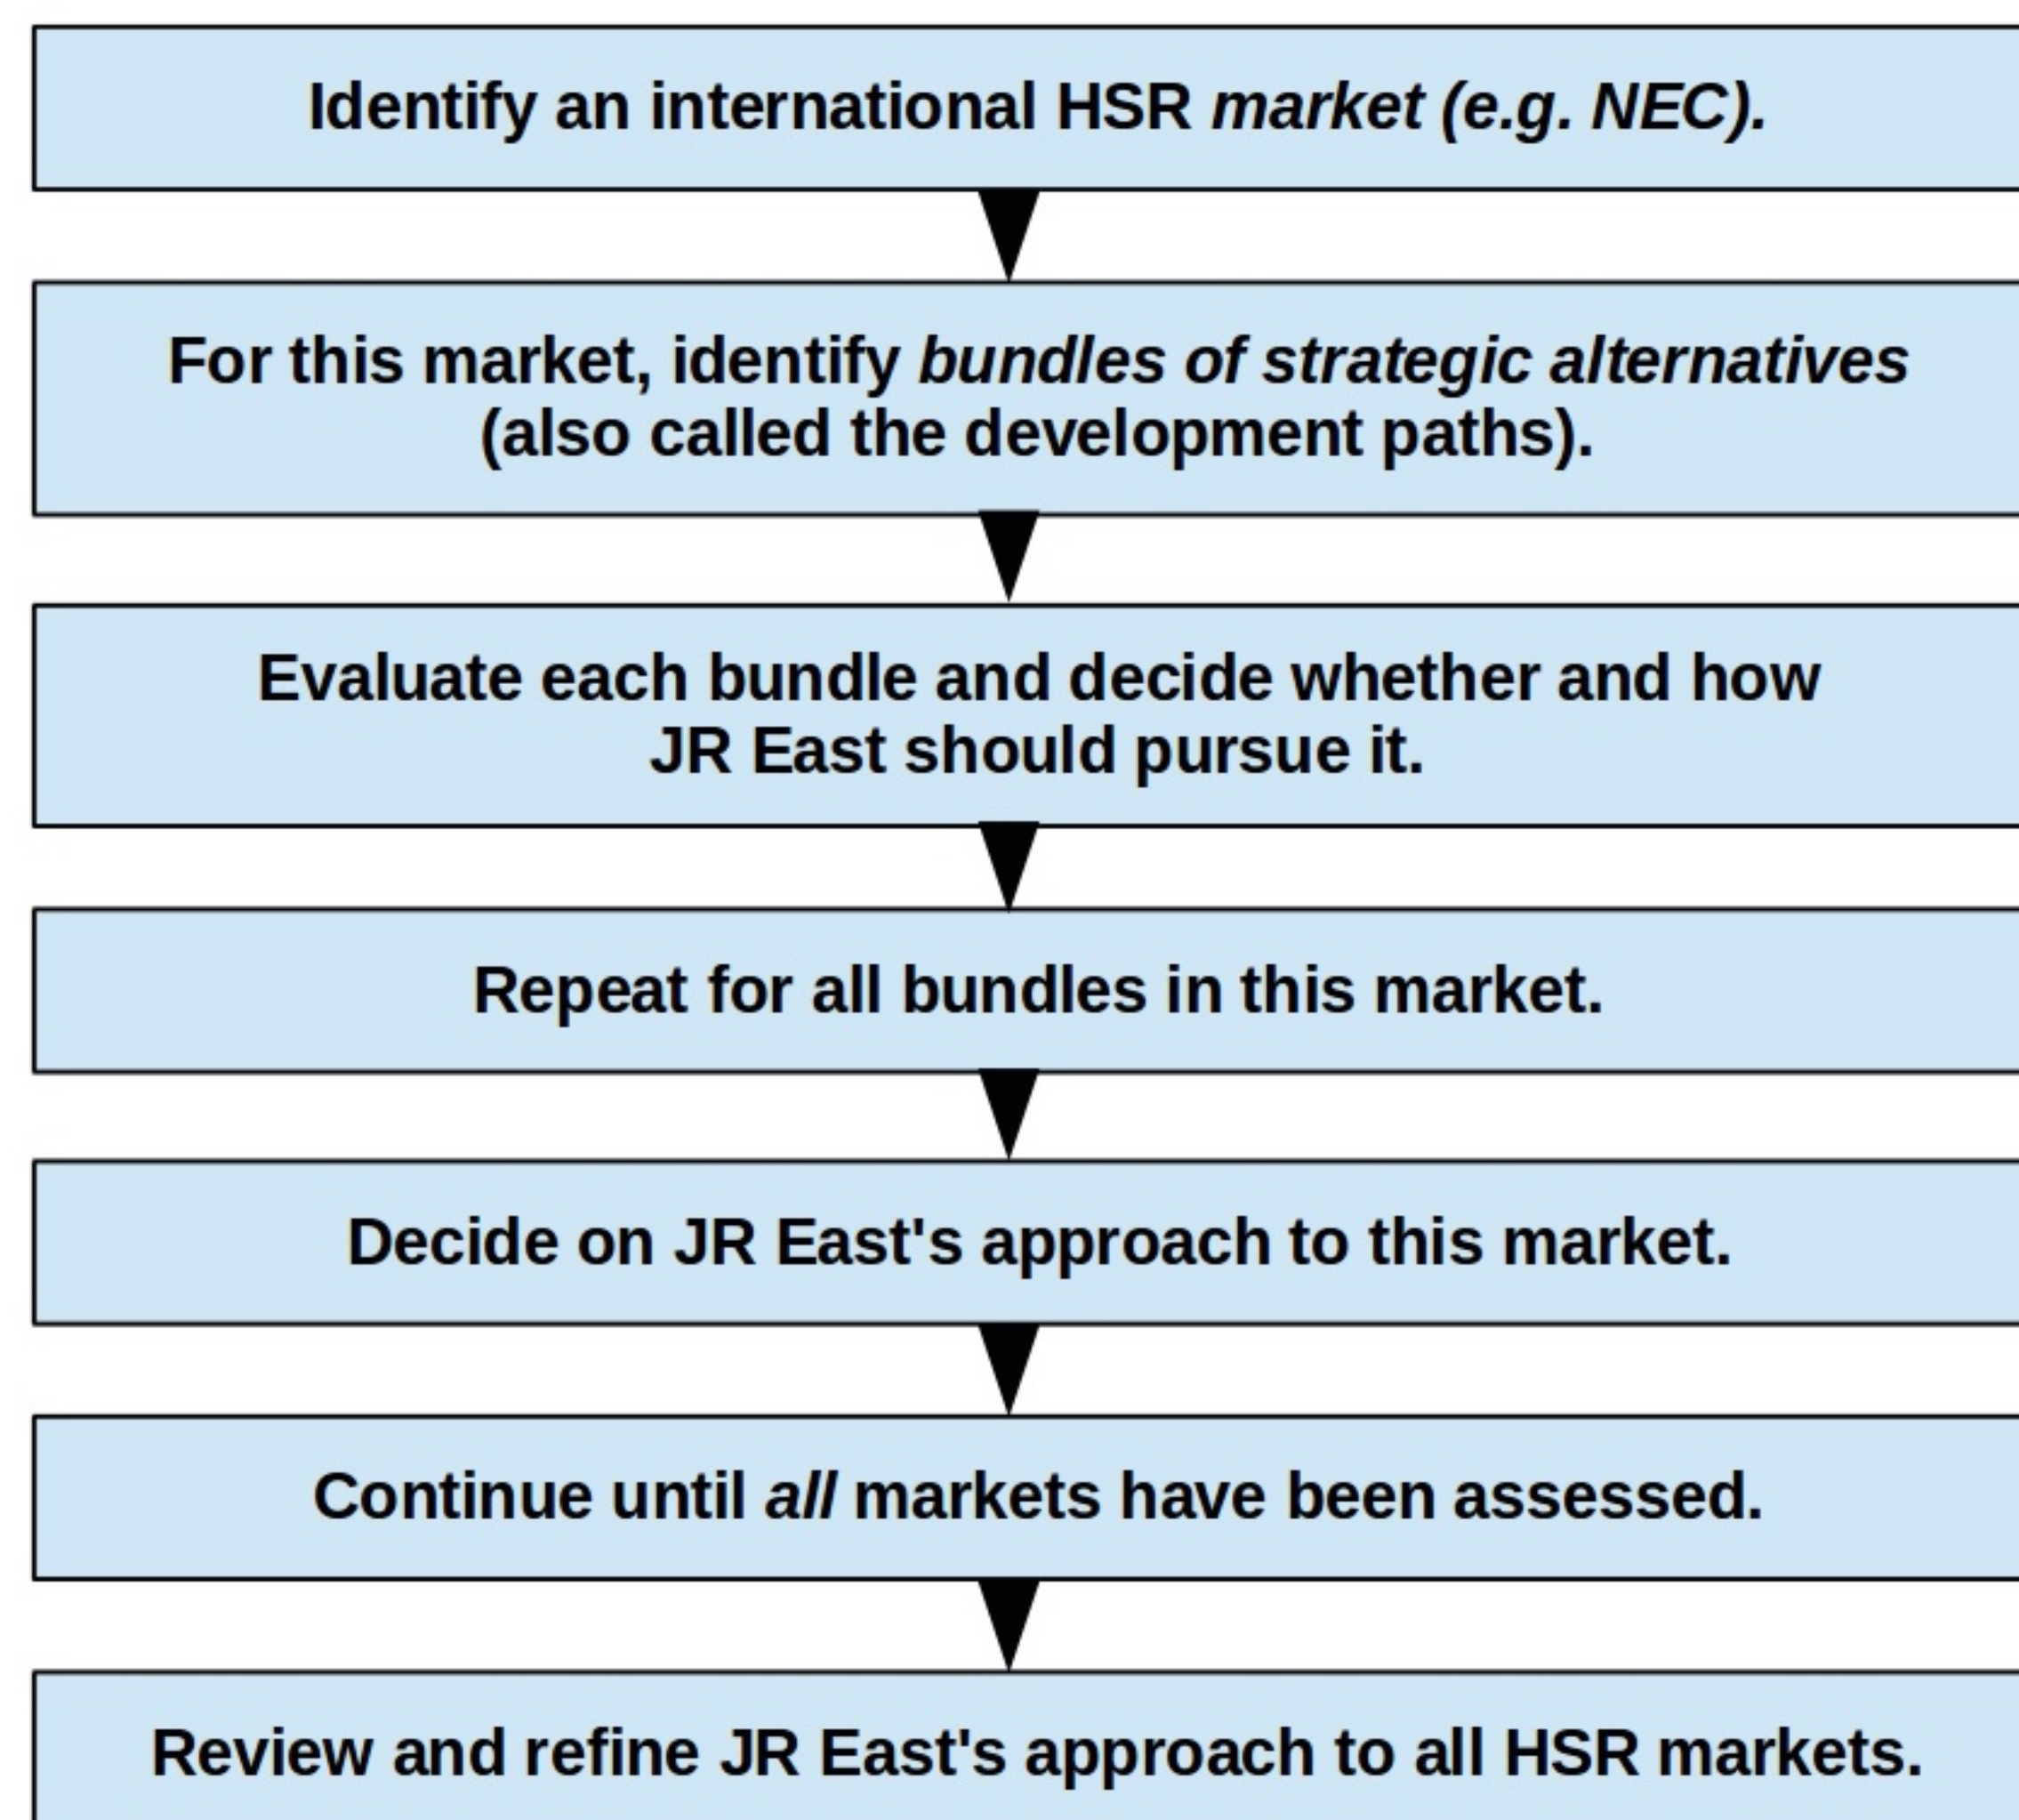 Identify an international HSR market (e.g. NEC).
For this market, identify bundles of strategic alternatives
(also called the development paths).
Evaluate each bundle and decide whether and how
JR East should pursue it.
Repeat for all bundles in this market.
Decide on JR East's approach to this market.
Continue until all markets have been assessed.
Review and refine JR East's approach to all HSR markets.